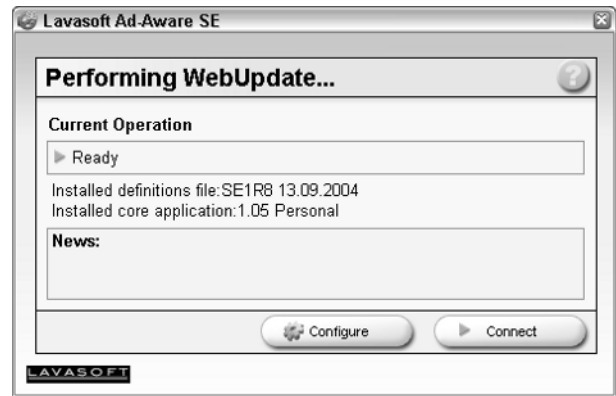 Lavasoft Ad-Aware SE
Performing WebUpdate...
?
Current Operation
Ready
Installed definitions file:SE1R8 13.09.2004
Installed core application:1.05 Personal
News:
Configure
Connect
LAVASOFT